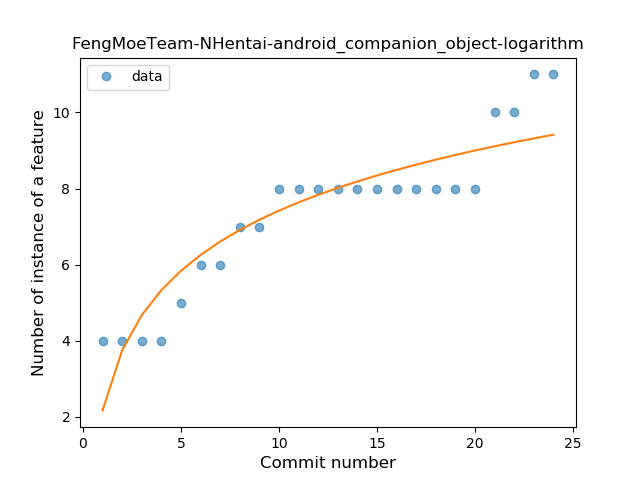 FengMoeTeam-NHentai-android_companion_object-logarithm
data
Number of instance of a feature
10
8
6
4
2
0
5
10
15
20
25
Commit number